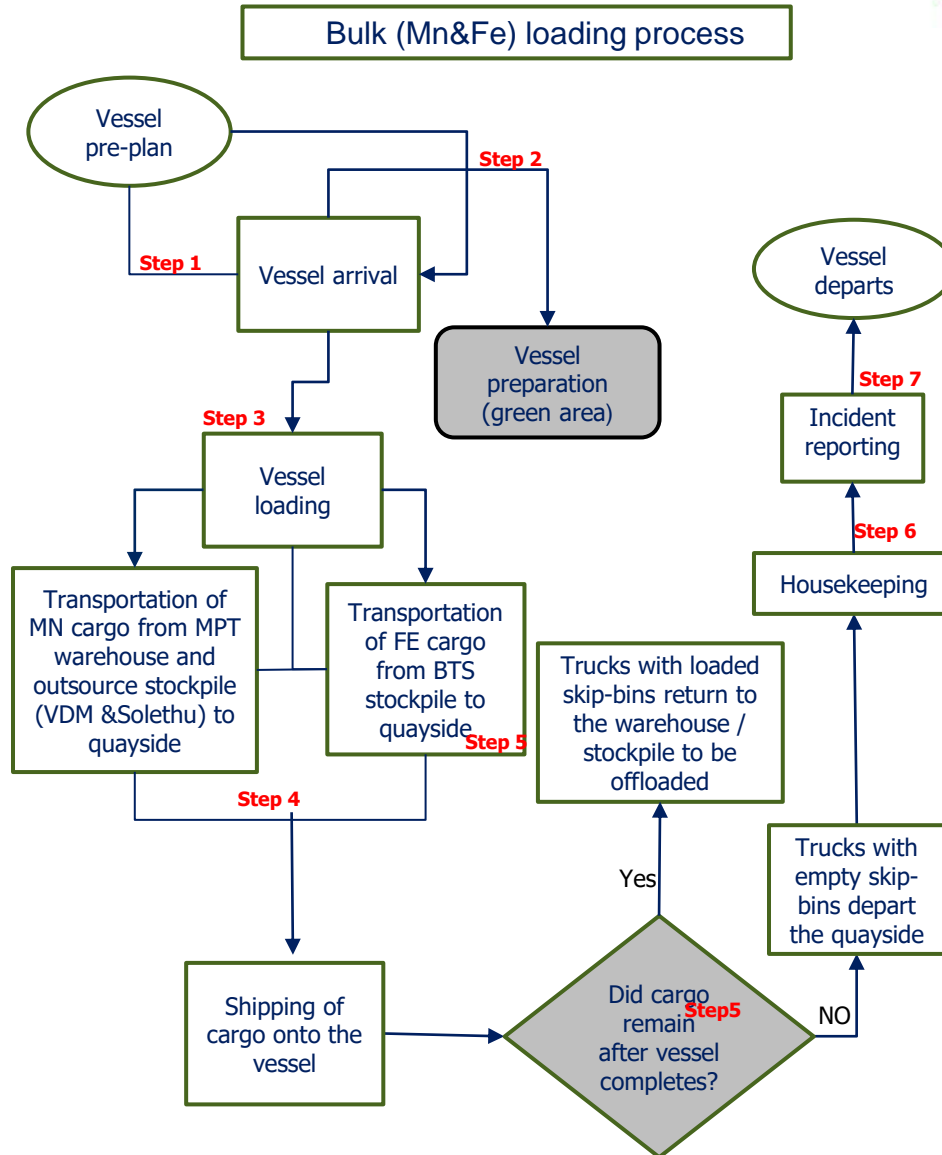 Bulk (Mn&Fe) loading process
Vessel
pre-plan
Step 2
Step 1
Vessel arrival
Vessel
departs
Vessel
preparation
(green area)
Step 7
Step 3
Incident
reporting
Vessel
loading
Step 6
Housekeeping
Transportation of
MN cargo from MPT
warehouse and
outsource stockpile
(VDM &Solethu) to
quayside
Transportation
of FE cargo
from BTS
stockpile to
quayside
Step 5
Trucks with loaded
skip-bins return to
the warehouse /
stockpile to be
offloaded
Step 4
Trucks with
empty skip-
bins depart
the quayside
Yes
Shipping of
cargo onto the
vessel
Did cargo
remain
after vessel
completes?
Step5
NO